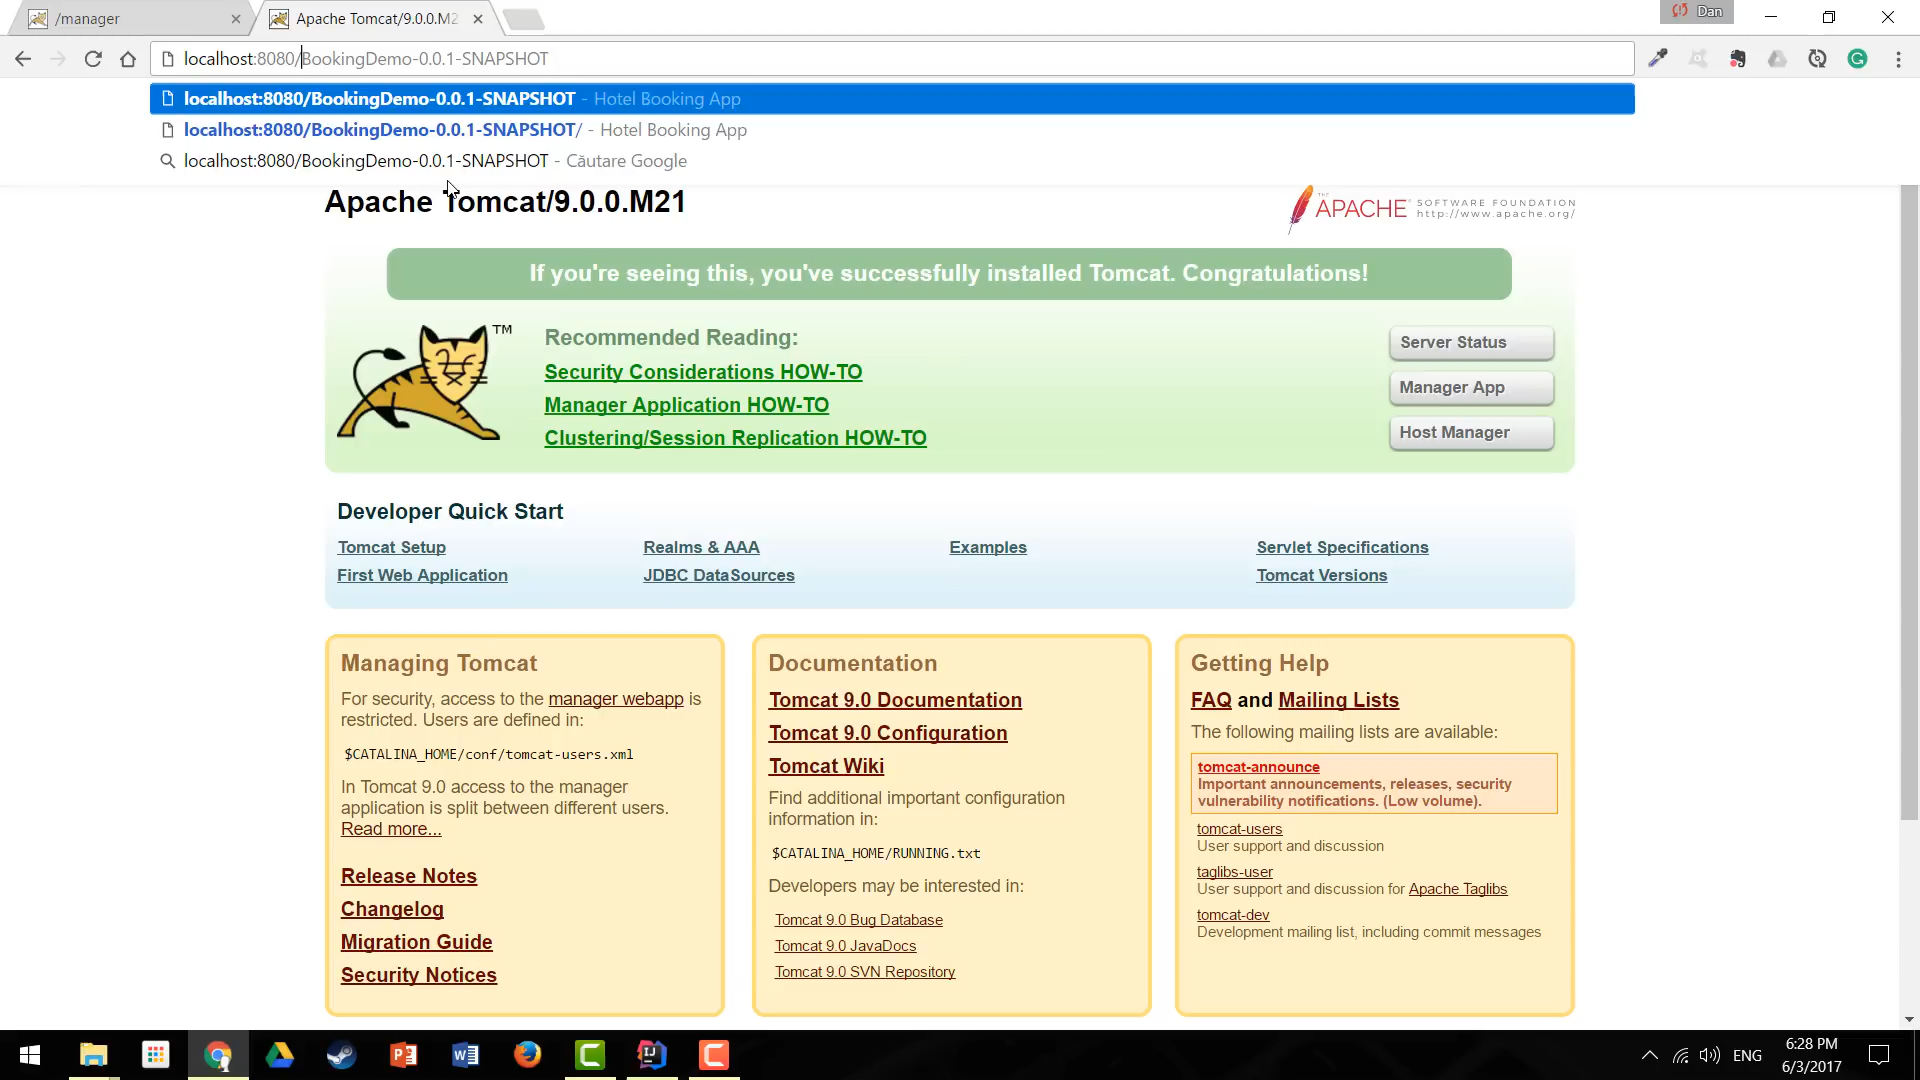 /manager
Apache Tomcat/9.0.0.M2
Dan
localhost:8080/BookingDemo-0.0.1-SNAPSHOT
localhost:8080/BookingDemo-0.0.1-SNAPSHOT - Hotel Booking App
localhost:8080/BookingDemo-0.0.1-SNAPSHOT/ - Hotel Booking App
localhost:8080/BookingDemo-0.0.1-SNAPSHOT - Căutare Google
Apache Tomcat/9.0.0.M21
THE APACHE SOFTWARE FOUNDATION
http://www.apache.org/
If you're seeing this, you've successfully installed Tomcat. Congratulations!
TM
Recommended Reading:
Security Considerations HOW-TO
Manager Application HOW-TO
Clustering/Session Replication HOW-TO
Server Status
Manager App
Host Manager
Developer Quick Start
Tomcat Setup
First Web Application
Realms & AAA
JDBC DataSources
Examples
Servlet Specifications
Tomcat Versions
Managing Tomcat
For security, access to the manager webapp is
restricted. Users are defined in:
$CATALINA_HOME/conf/tomcat-users.xml
In Tomcat 9.0 access to the manager
application is split between different users.
Read more...
Release Notes
Changelog
Migration Guide
Security Notices
Documentation
Tomcat 9.0 Documentation
Tomcat 9.0 Configuration
Tomcat Wiki
Find additional important configuration
information in:
$CATALINA_HOME/RUNNING.txt
Developers may be interested in:
Tomcat 9.0 Bug Database
Tomcat 9.0 JavaDocs
Tomcat 9.0 SVN Repository
Getting Help
FAQ and Mailing Lists
The following mailing lists are available:
tomcat-announce
Important announcements, releases, security
vulnerability notifications. (Low volume).
tomcat-users
User support and discussion
taglibs-user
User support and discussion for Apache Taglibs
tomcat-dev
Development mailing list, including commit messages
ENG
6:28 PM
6/3/2017